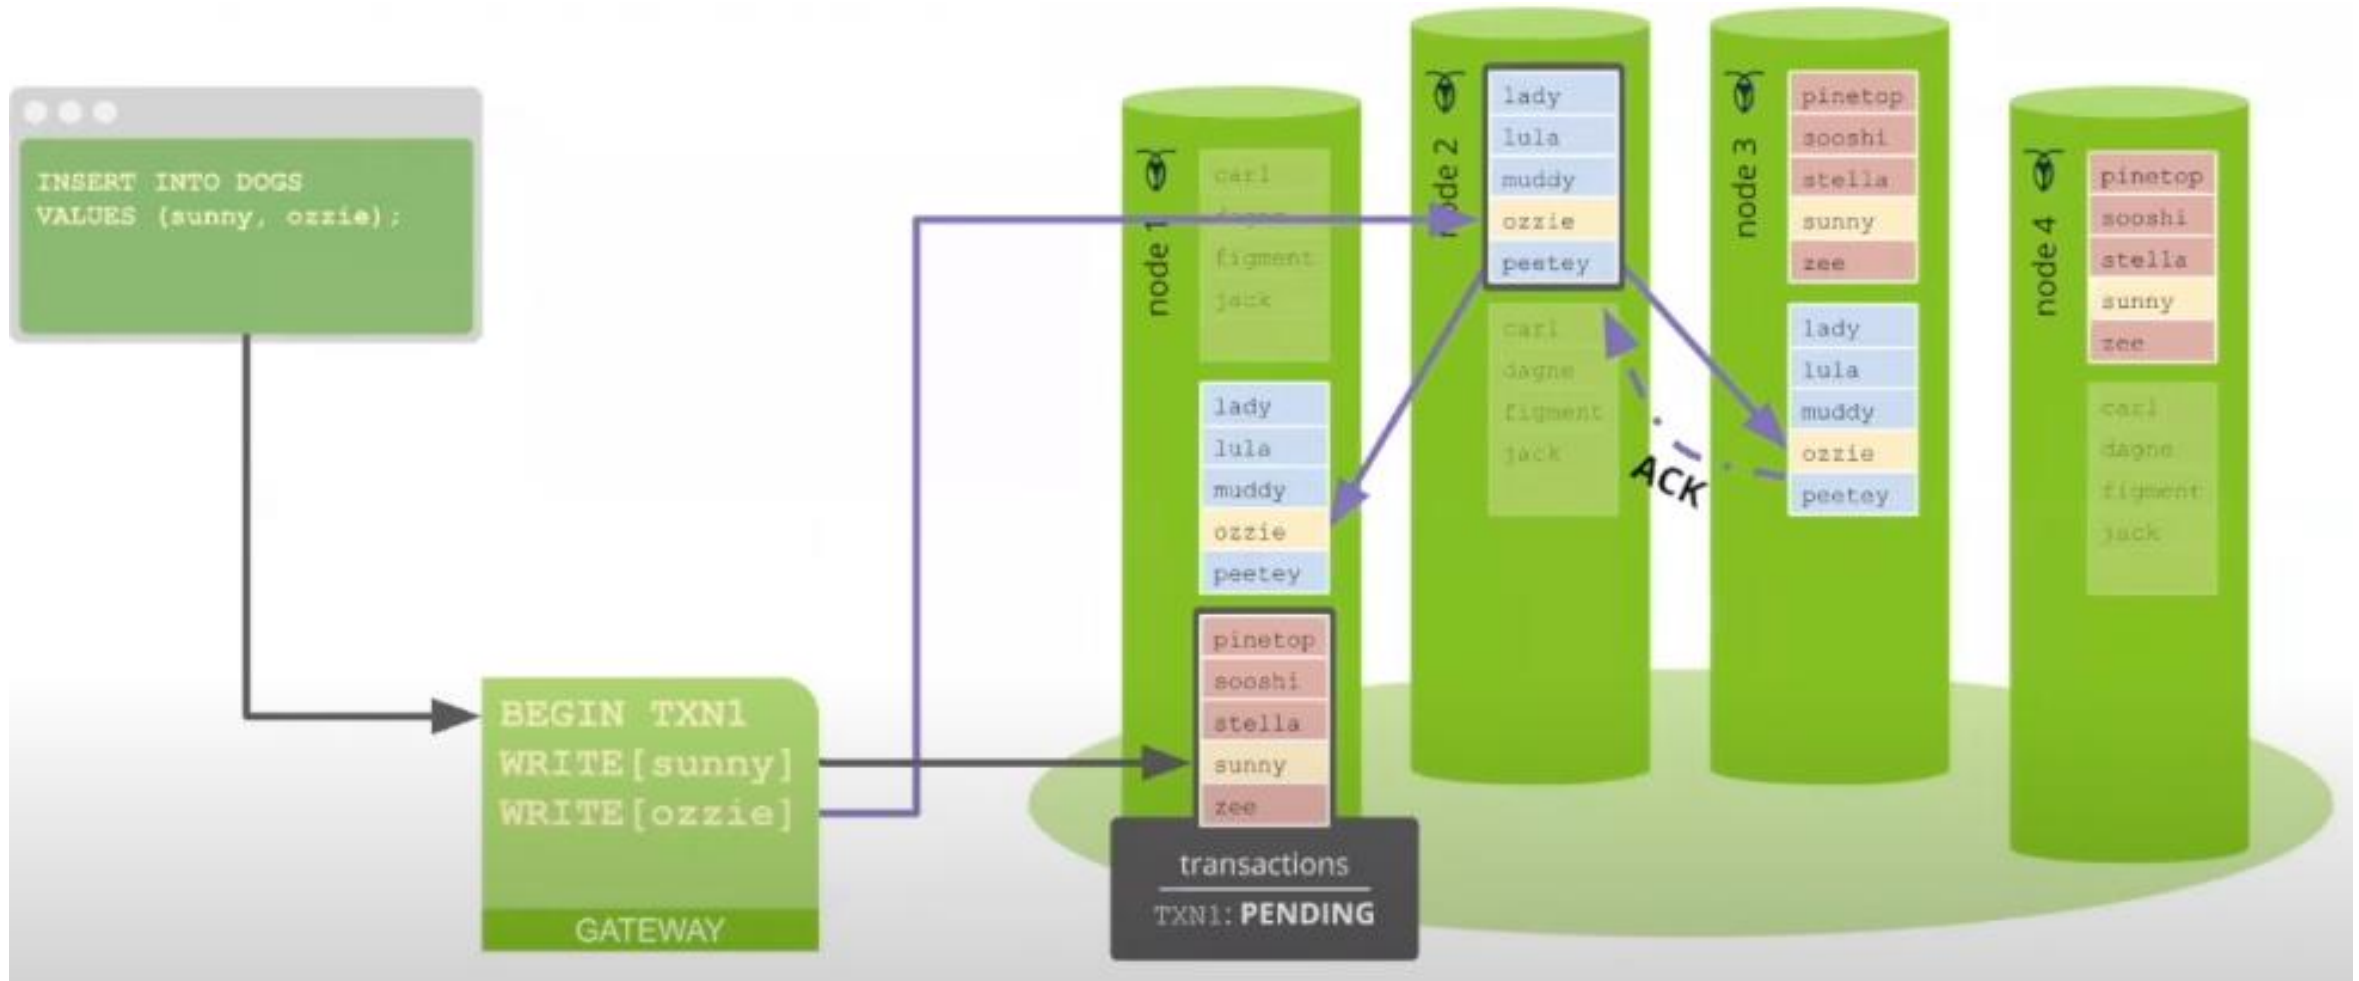 INSERT INTO DOGS
VALUES (sunny, ozzie);
BEGIN TXN1
WRITE[sunny]
WRITE[ozzie]
GATEWAY
node 1
carl
dagne
figment
jack
lady
lula
muddy
ozzie
peetey
pinetop
sooshi
stella
sunny
zee
transactions
TXN1: PENDING
node 2
lady
lula
muddy
ozzie
peetey
carl
dagne
figment
jack
ACK
node 3
pinetop
sooshi
stella
sunny
zee
lady
lula
muddy
ozzie
peetey
node 4
pinetop
sooshi
stella
sunny
zee
carl
dagne
figment
jack